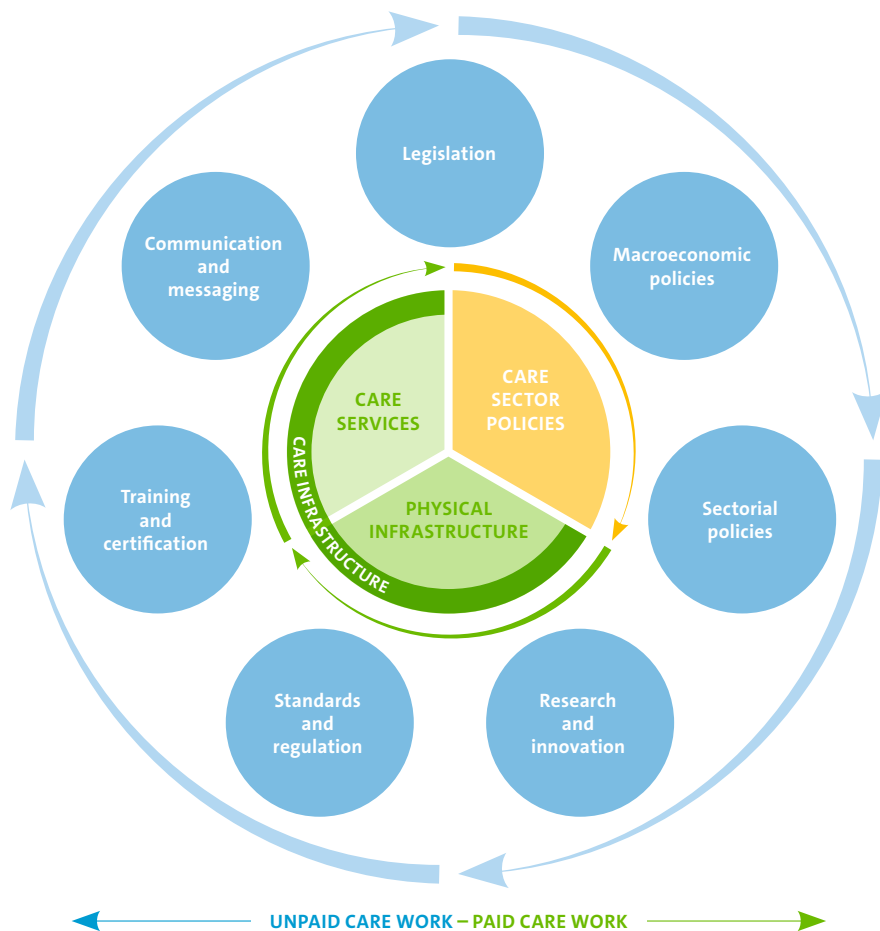 Legislation
Macroeconomic
policies
Sectorial
policies
Research
and
innovation
Standards
and
regulation
Training
and
certification
Communication
and
messaging
CARE
SECTOR
POLICIES
PHYSICAL
INFRASTRUCTURE
CARE
SERVICES
CARE INFRASTRUCTURE
UNPAID CARE WORK – PAID CARE WORK